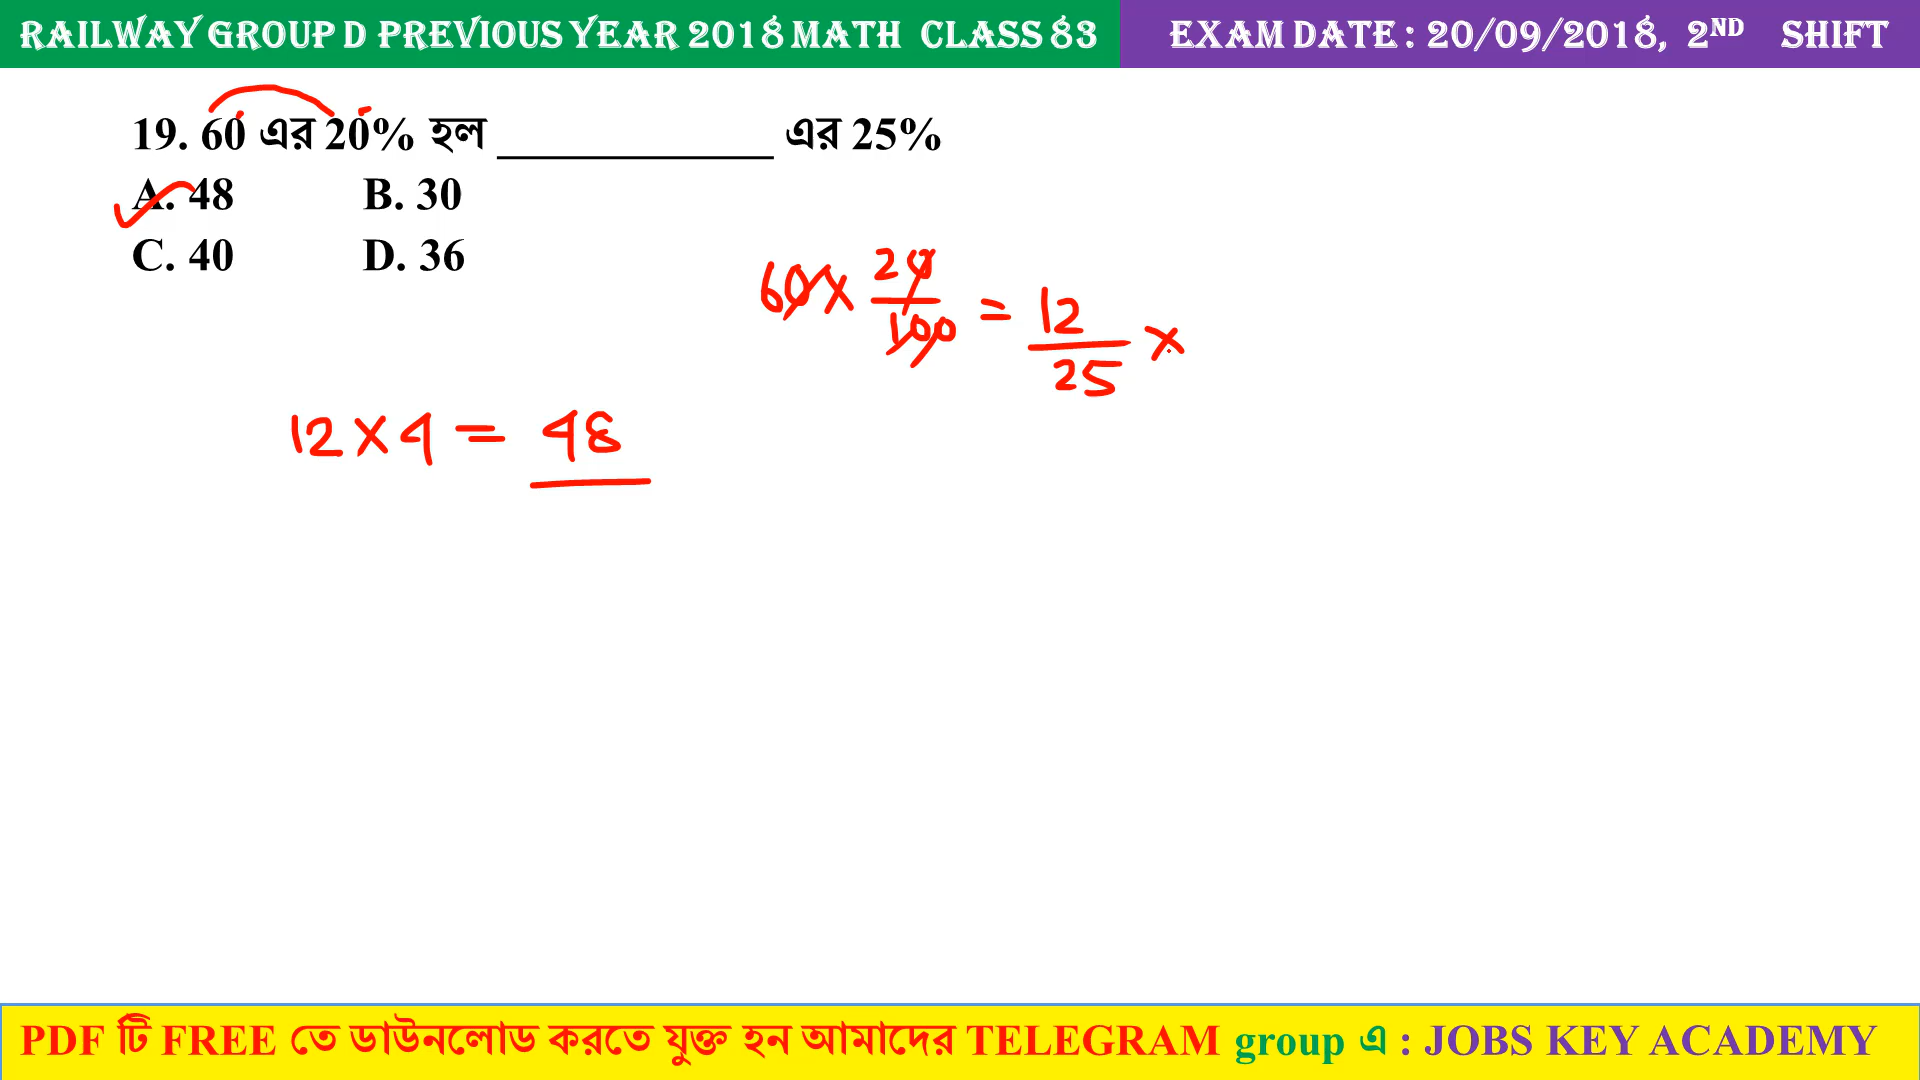 RAILWAY GROUP D PREVIOUS YEAR 2018 MATH CLASS 83 EXAM DATE : 20/09/2018, 2ND SHIFT
19. 60 এর 20% হল ____________ এর 25%
A. 48 B. 30
C. 40 D. 36
60 × 20/100 = 12/25 ×
12 × 4 = 48
PDF টি FREE তে ডাউনলোড করতে যুক্ত হন আমাদের TELEGRAM group এ : JOBS KEY ACADEMY